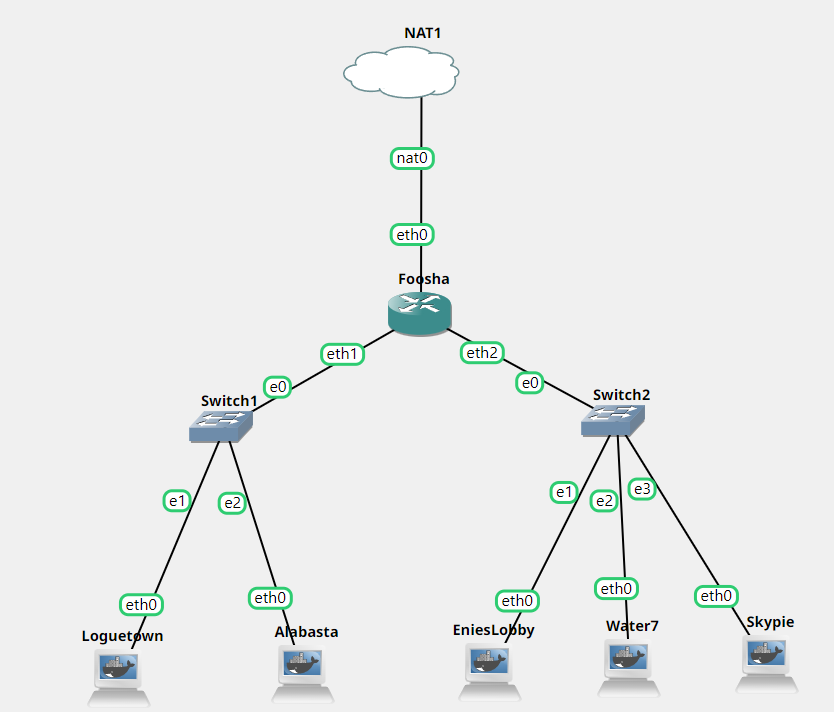 NAT1
nat0
eth0
Foosha
eth1
eth2
e0
e0
Switch1
Switch2
e1
e2
e1
e2
e3
eth0
eth0
eth0
eth0
eth0
Loguetown
Alabasta
EniesLobby
Water7
Skypie